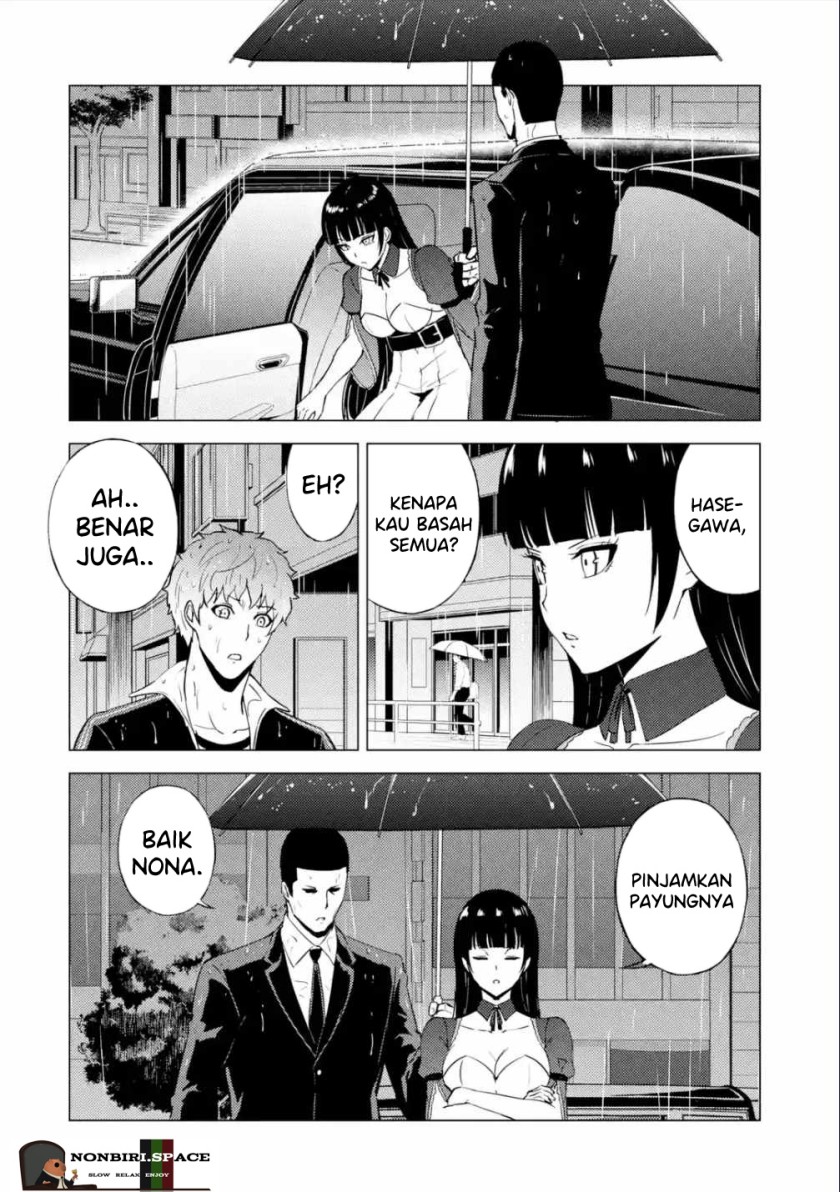 HASE-
GAWA,
KENAPA
KAU BASAH
SEMUA?
EH?
AH..
BENAR
JUGA..
PINJAMKAN
PAYUNGNYA
BAIK
NONA.
NONBIRI.SPACE
SLOW RELAX ENJOY